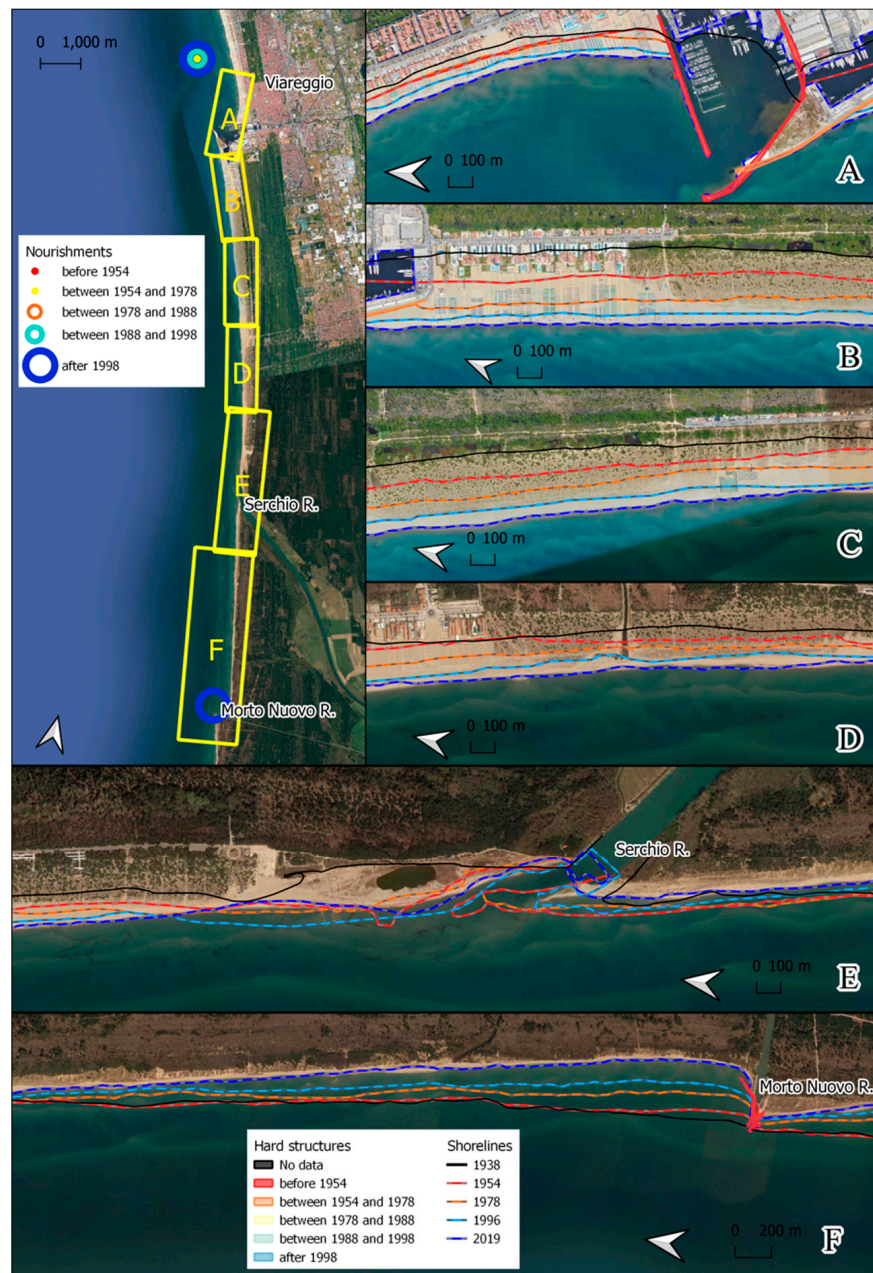 0 1,000 m
Viareggio
A
B
C
D
E
Serchio R.
F
Morto Nuovo R.
Nourishments
before 1954
between 1954 and 1978
between 1978 and 1988
between 1988 and 1998
after 1998
0 100 m
A
0 100 m
B
0 100 m
C
0 100 m
D
Serchio R.
0 100 m
E
Morto Nuovo R.
Hard structures
No data
before 1954
between 1954 and 1978
between 1978 and 1988
between 1988 and 1998
after 1998
Shorelines
1938
1954
1978
1996
2019
0 200 m
F